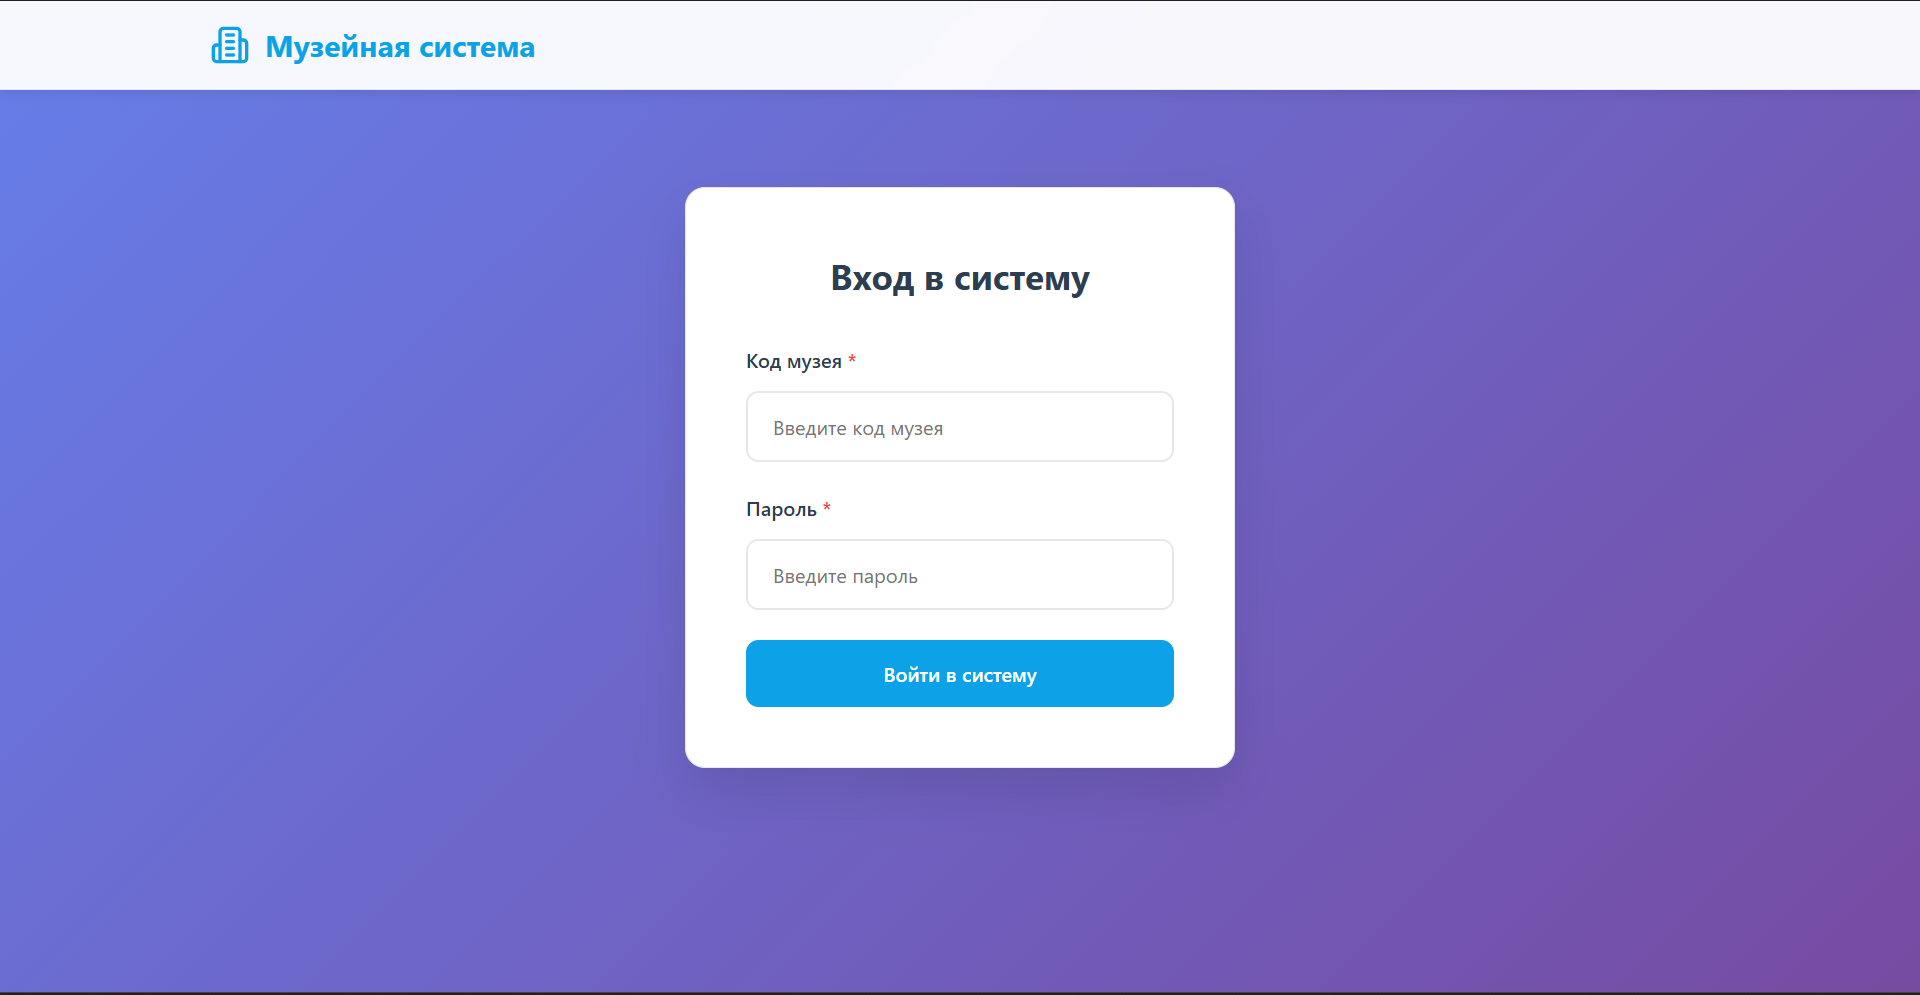 Музейная система
Вход в систему
Код музея *
Введите код музея
Пароль *
Введите пароль
Войти в систему